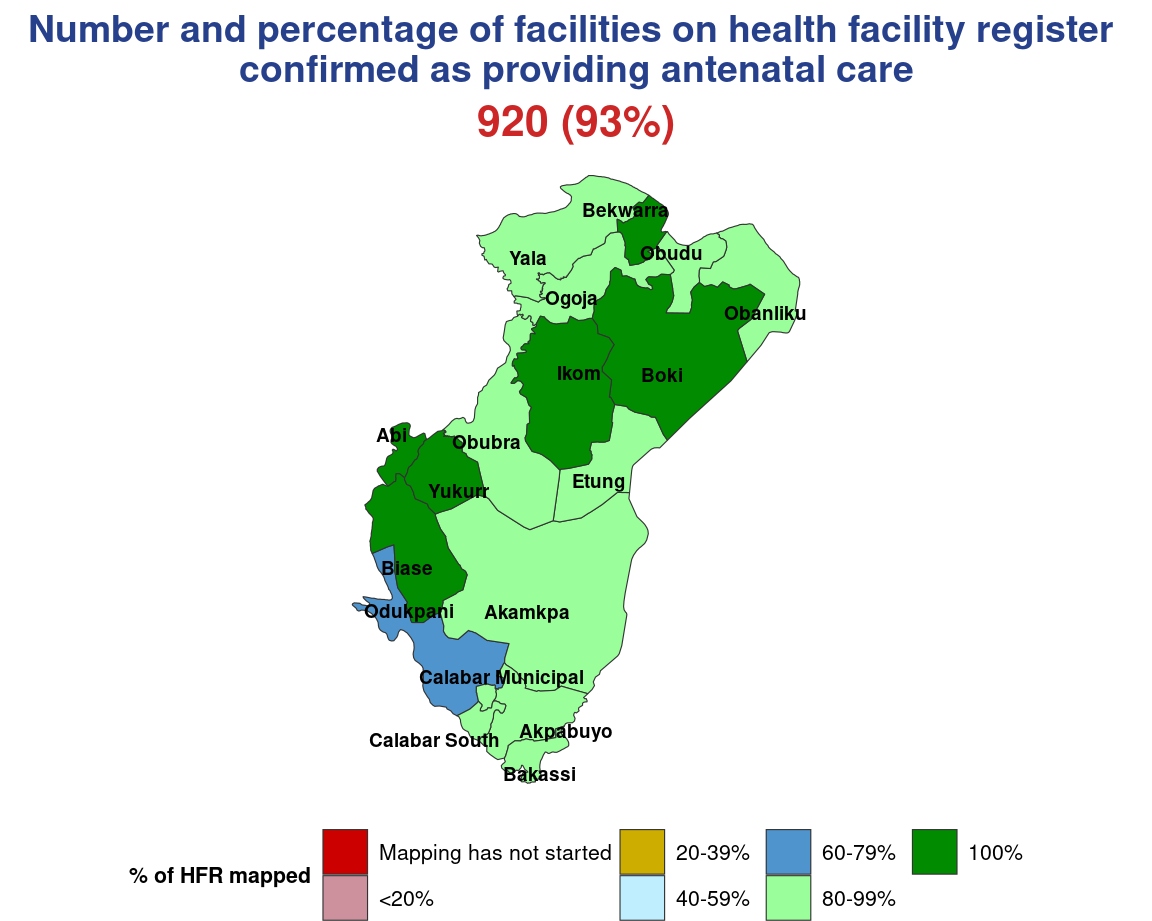 Number and percentage of facilities on health facility register
confirmed as providing antenatal care
920 (93%)
Bekwarra
Yala
Obudu
Ogoja
Obanliku
Ikom
Boki
Abi
Obubra
Etung
Yukurr
Biase
Odukpani
Akamkpa
Calabar Municipal
Akpabuyo
Calabar South
Bakassi
% of HFR mapped
Mapping has not started
<20%
20-39%
40-59%
60-79%
80-99%
100%